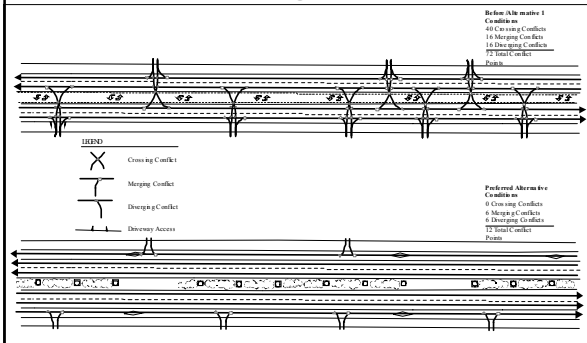 Before/Alternative 1
Conditions
40 Crossing Conflicts
16 Merging Conflicts
16 Diverging Conflicts
72 Total Conflict
Points
LEGEND
Crossing Conflict
Merging Conflict
Diverging Conflict
Driveway Access
Preferred Alternative
Conditions
0 Crossing Conflicts
6 Merging Conflicts
6 Diverging Conflicts
12 Total Conflict
Points